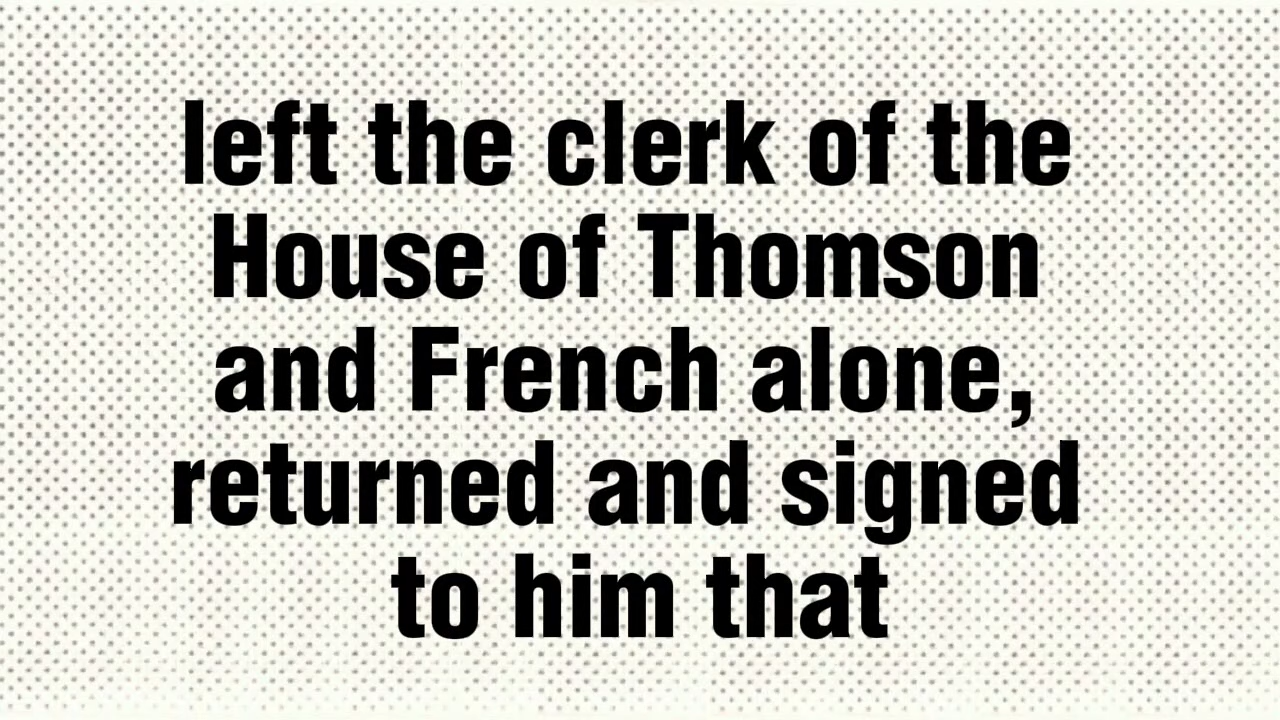 left the clerk of the
House of Thomson
and French alone,
returned and signed
to him that